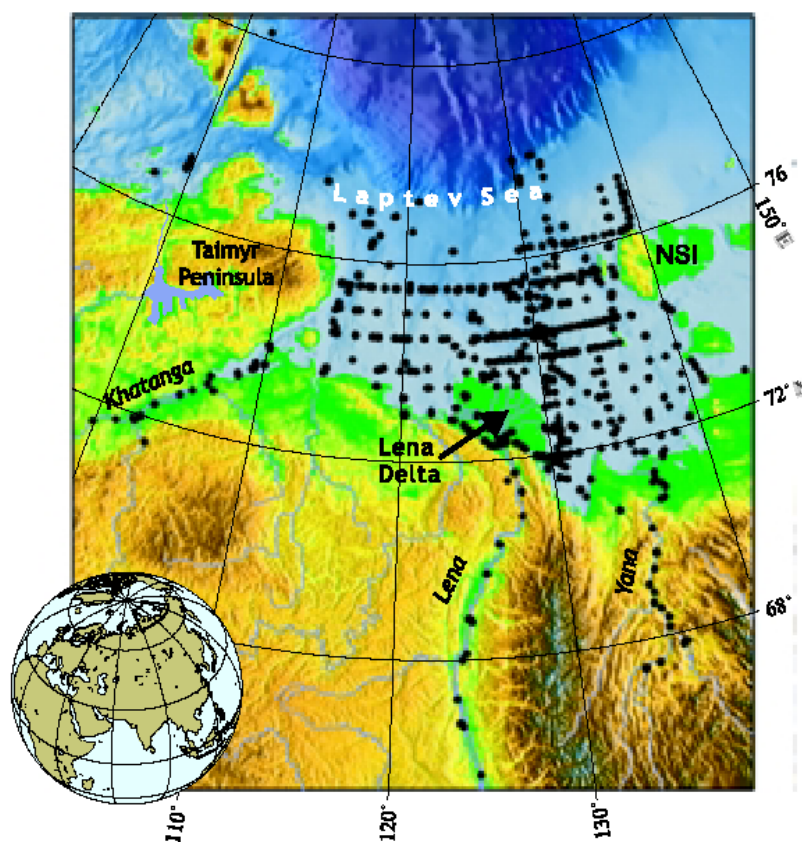 Laptev Sea
76°
150°E
Taimyr
Peninsula
NSI
Khatanga
72°
Lena
Delta
Lena
Yana
68°
110°
120°
130°